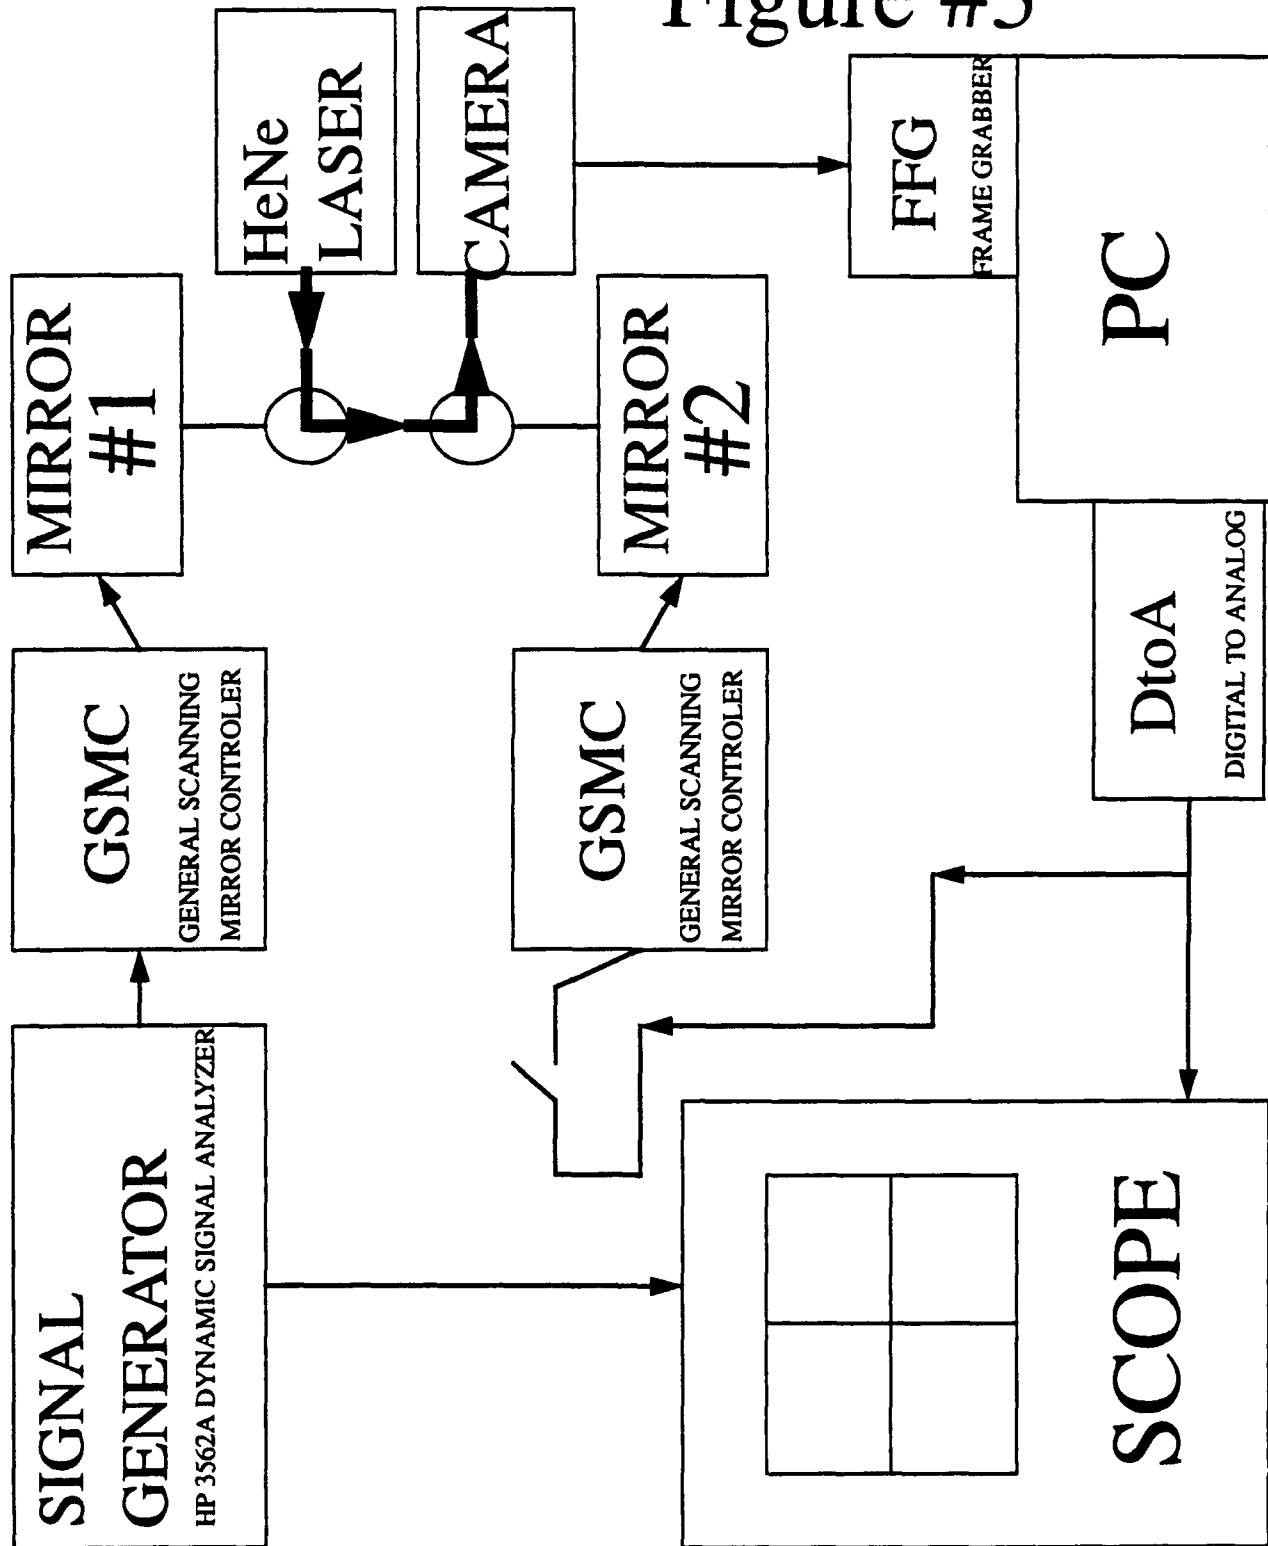 Figure #5
HeNe
LASER
CAMERA
MIRROR
#1
MIRROR
#2
FFG
FRAME GRABBER
PC
GSMC
GENERAL SCANNING
MIRROR CONTROLER
GSMC
GENERAL SCANNING
MIRROR CONTROLER
DtoA
DIGITAL TO ANALOG
SIGNAL
GENERATOR
HP 3562A DYNAMIC SIGNAL ANALYZER
SCOPE